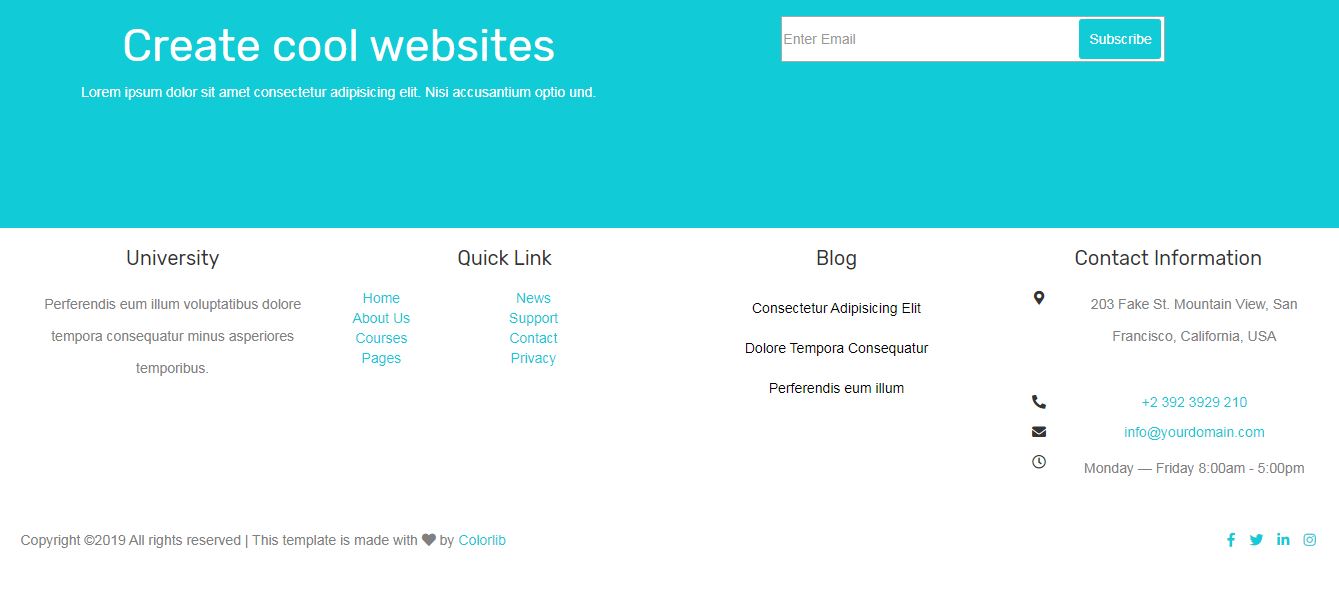 Create cool websites
Lorem ipsum dolor sit amet consectetur adipisicing elit. Nisi accusantium optio und.
Enter Email
Subscribe
University
Perferendis eum illum voluptatibus dolore
tempora consequatur minus asperiores
temporibus.
Quick Link
Home
About Us
Courses
Pages
News
Support
Contact
Privacy
Blog
Consectetur Adipisicing Elit
Dolore Tempora Consequatur
Perferendis eum illum
Contact Information
203 Fake St. Mountain View, San
Francisco, California, USA
+2 392 3929 210
info@yourdomain.com
Monday — Friday 8:00am - 5:00pm
Copyright ©2019 All rights reserved | This template is made with ♥ by Colorlib